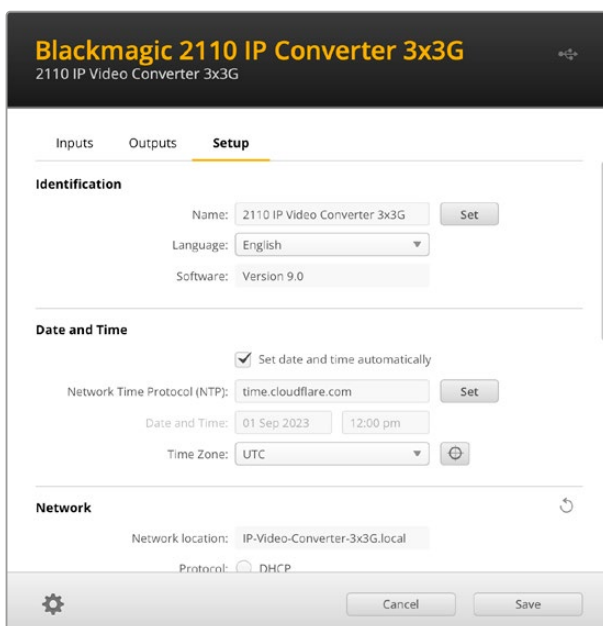 Blackmagic 2110 IP Converter 3x3G
2110 IP Video Converter 3x3G
Inputs Outputs Setup
Identification
Name: 2110 IP Video Converter 3x3G Set
Language: English
Software: Version 9.0
Date and Time
Set date and time automatically
Network Time Protocol (NTP): time.cloudflare.com Set
Date and Time: 01 Sep 2023 12:00 pm
Time Zone: UTC
Network
Network location: IP-Video-Converter-3x3G.local
Protocol: DHCP
Cancel Save